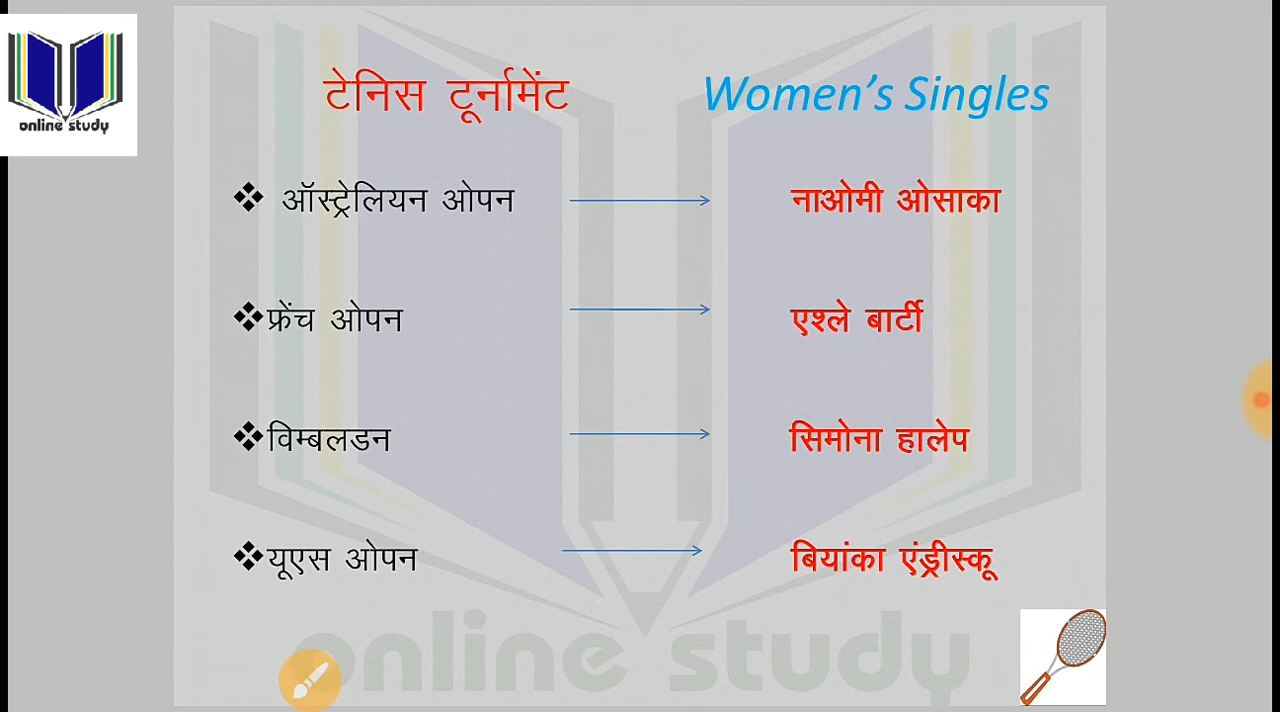 online study
टेनिस टूर्नामेंट Women's Singles
❖ ऑस्ट्रेलियन ओपन → नाओमी ओसाका
❖ फ्रेंच ओपन → एश्ले बार्टी
❖ विम्बलडन → सिमोना हालेप
❖ यूएस ओपन → बियांका एंड्रीस्कू
online study